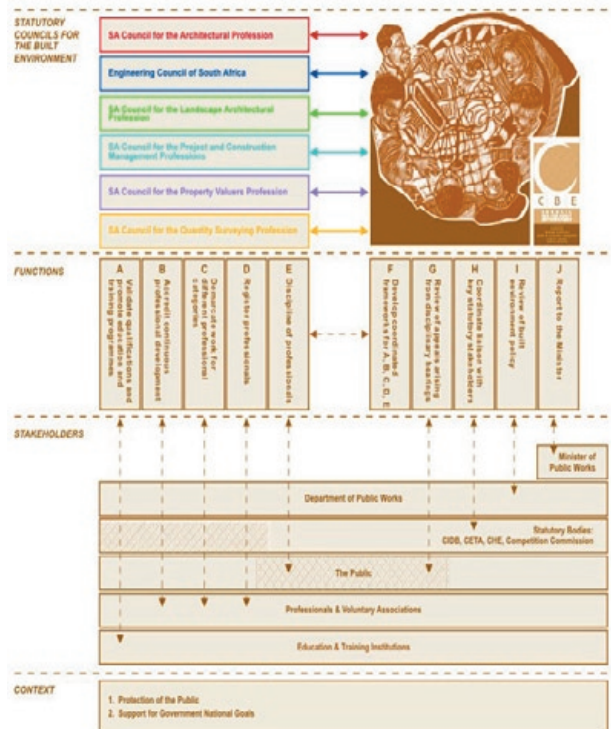 STATUTORY
COUNCILS FOR
THE BUILT
ENVIRONMENT
SA Council for the Architectural Profession
Engineering Council of South Africa
SA Council for the Landscape Architectural
Profession
SA Council for the Project and Construction
Management Professions
SA Council for the Property Valuers Profession
SA Council for the Quantity Surveying Profession
C B E
FUNCTIONS
A
Validate qualifications and
promote education and
training programmes
B
Accredit continuous
professional development
C
Demarcate work for
different professional
categories
D
Register professionals
E
Discipline of professionals
F
Develop coordinated
frameworks for A, B, C, D, E
G
Review of appeals arising
from disciplinary hearings
H
Coordinate liaison with
key statutory stakeholders
I
Review of built
environment policy
J
Report to the Minister
STAKEHOLDERS
Minister of
Public Works
Department of Public Works
Statutory Bodies:
CIDB, CETA, CHE, Competition Commission
The Public
Professionals & Voluntary Associations
Education & Training Institutions
CONTEXT
1. Protection of the Public
2. Support for Government National Goals